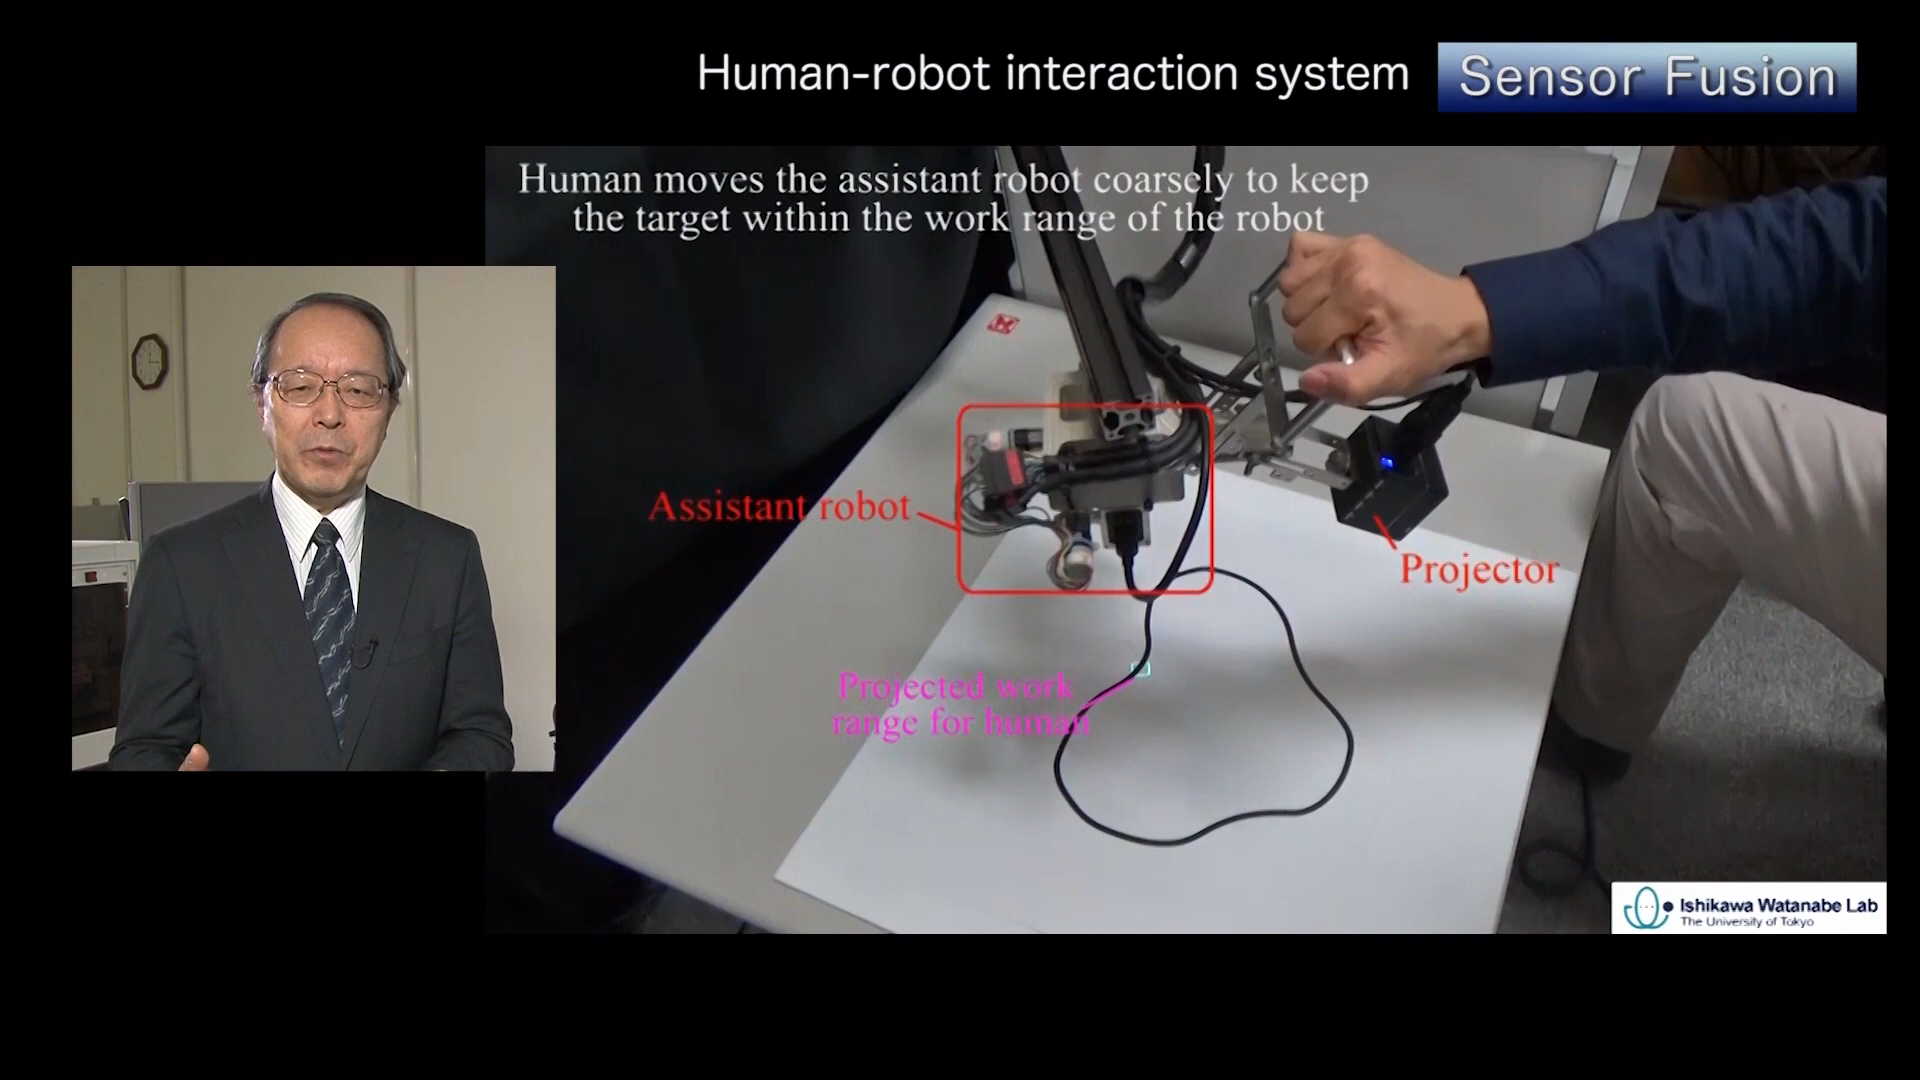 Human-robot interaction system
Sensor Fusion
Human moves the assistant robot coarsely to keep
the target within the work range of the robot
Assistant robot
Projector
Projected work
range for human
Ishikawa Watanabe Lab
The University of Tokyo